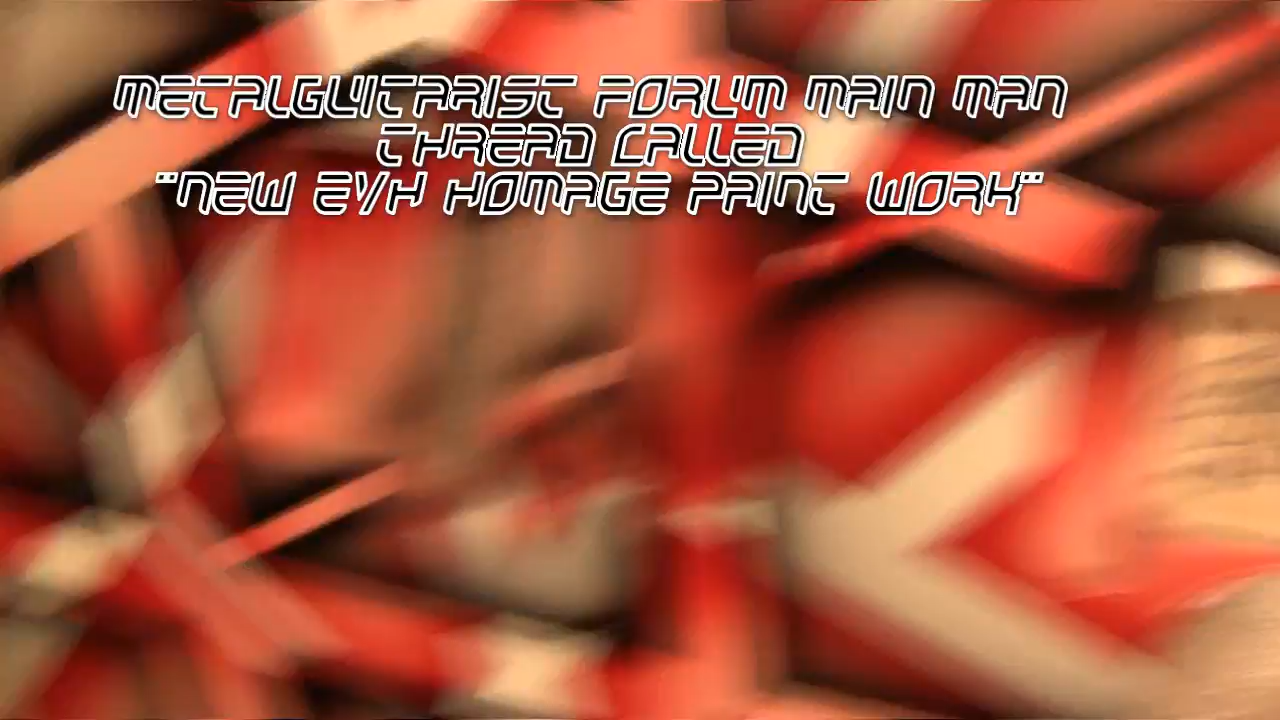 METALGUITARIST FORUM MAIN MAN
THREAD CALLED
"NEW EVH HOMAGE PAINT WORK"